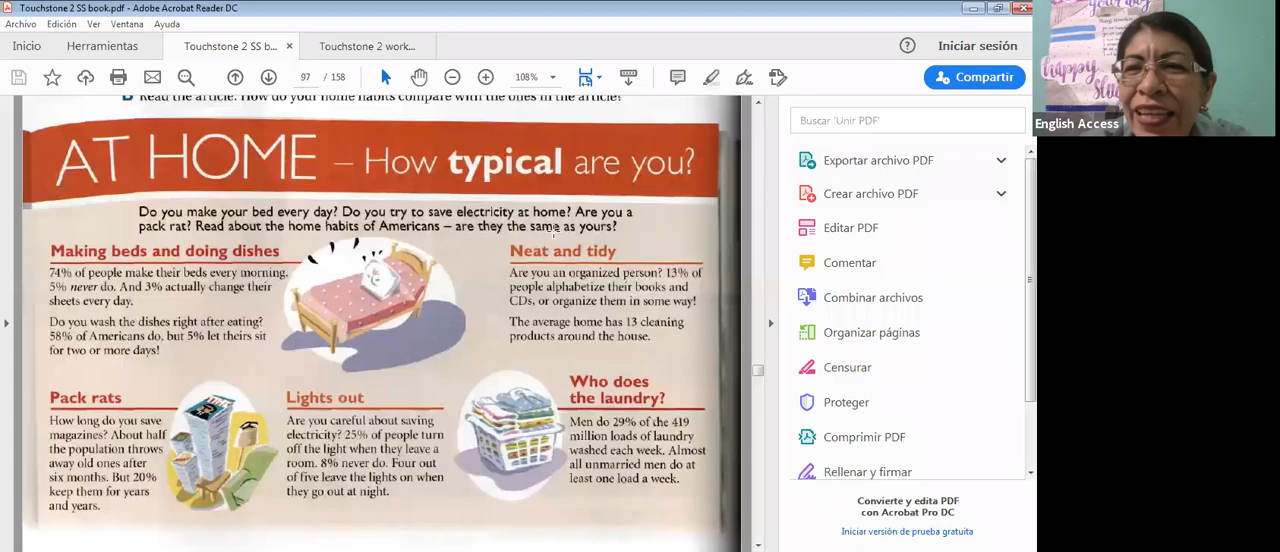 Touchstone 2 SS book.pdf - Adobe Acrobat Reader DC
Archivo Edición Ver Ventana Ayuda
Inicio Herramientas Touchstone 2 SS b... × Touchstone 2 work... Iniciar sesión
97 / 158 108% Compartir
Read the article. How do your home habits compare with the ones in the article?
AT HOME – How typical are you?
Do you make your bed every day? Do you try to save electricity at home? Are you a
pack rat? Read about the home habits of Americans – are they the same as yours?
Making beds and doing dishes
74% of people make their beds every morning.
5% never do. And 3% actually change their
sheets every day.
Do you wash the dishes right after eating?
58% of Americans do, but 5% let theirs sit
for two or more days!
Neat and tidy
Are you an organized person? 13% of
people alphabetize their books and
CDs, or organize them in some way!
The average home has 13 cleaning
products around the house.
Pack rats
How long do you save
magazines? About half
the population throws
away old ones after
six months. But 20%
keep them for years
and years.
Lights out
Are you careful about saving
electricity? 25% of people turn
off the light when they leave a
room. 8% never do. Four out
of five leave the lights on when
they go out at night.
Who does
the laundry?
Men do 29% of the 419
million loads of laundry
washed each week. Almost
all unmarried men do at
least one load a week.
Buscar 'Unir PDF'
Exportar archivo PDF
Crear archivo PDF
Editar PDF
Comentar
Combinar archivos
Organizar páginas
Censurar
Proteger
Comprimir PDF
Rellenar y firmar
Convierte y edita PDF
con Acrobat Pro DC
Iniciar versión de prueba gratuita
happy
English Access